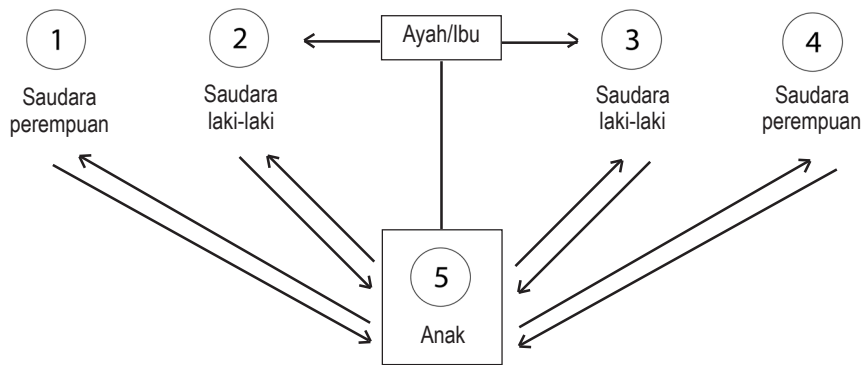 1
2
Ayah/Ibu
3
4
Saudara
perempuan
Saudara
laki-laki
Saudara
laki-laki
Saudara
perempuan
5
Anak